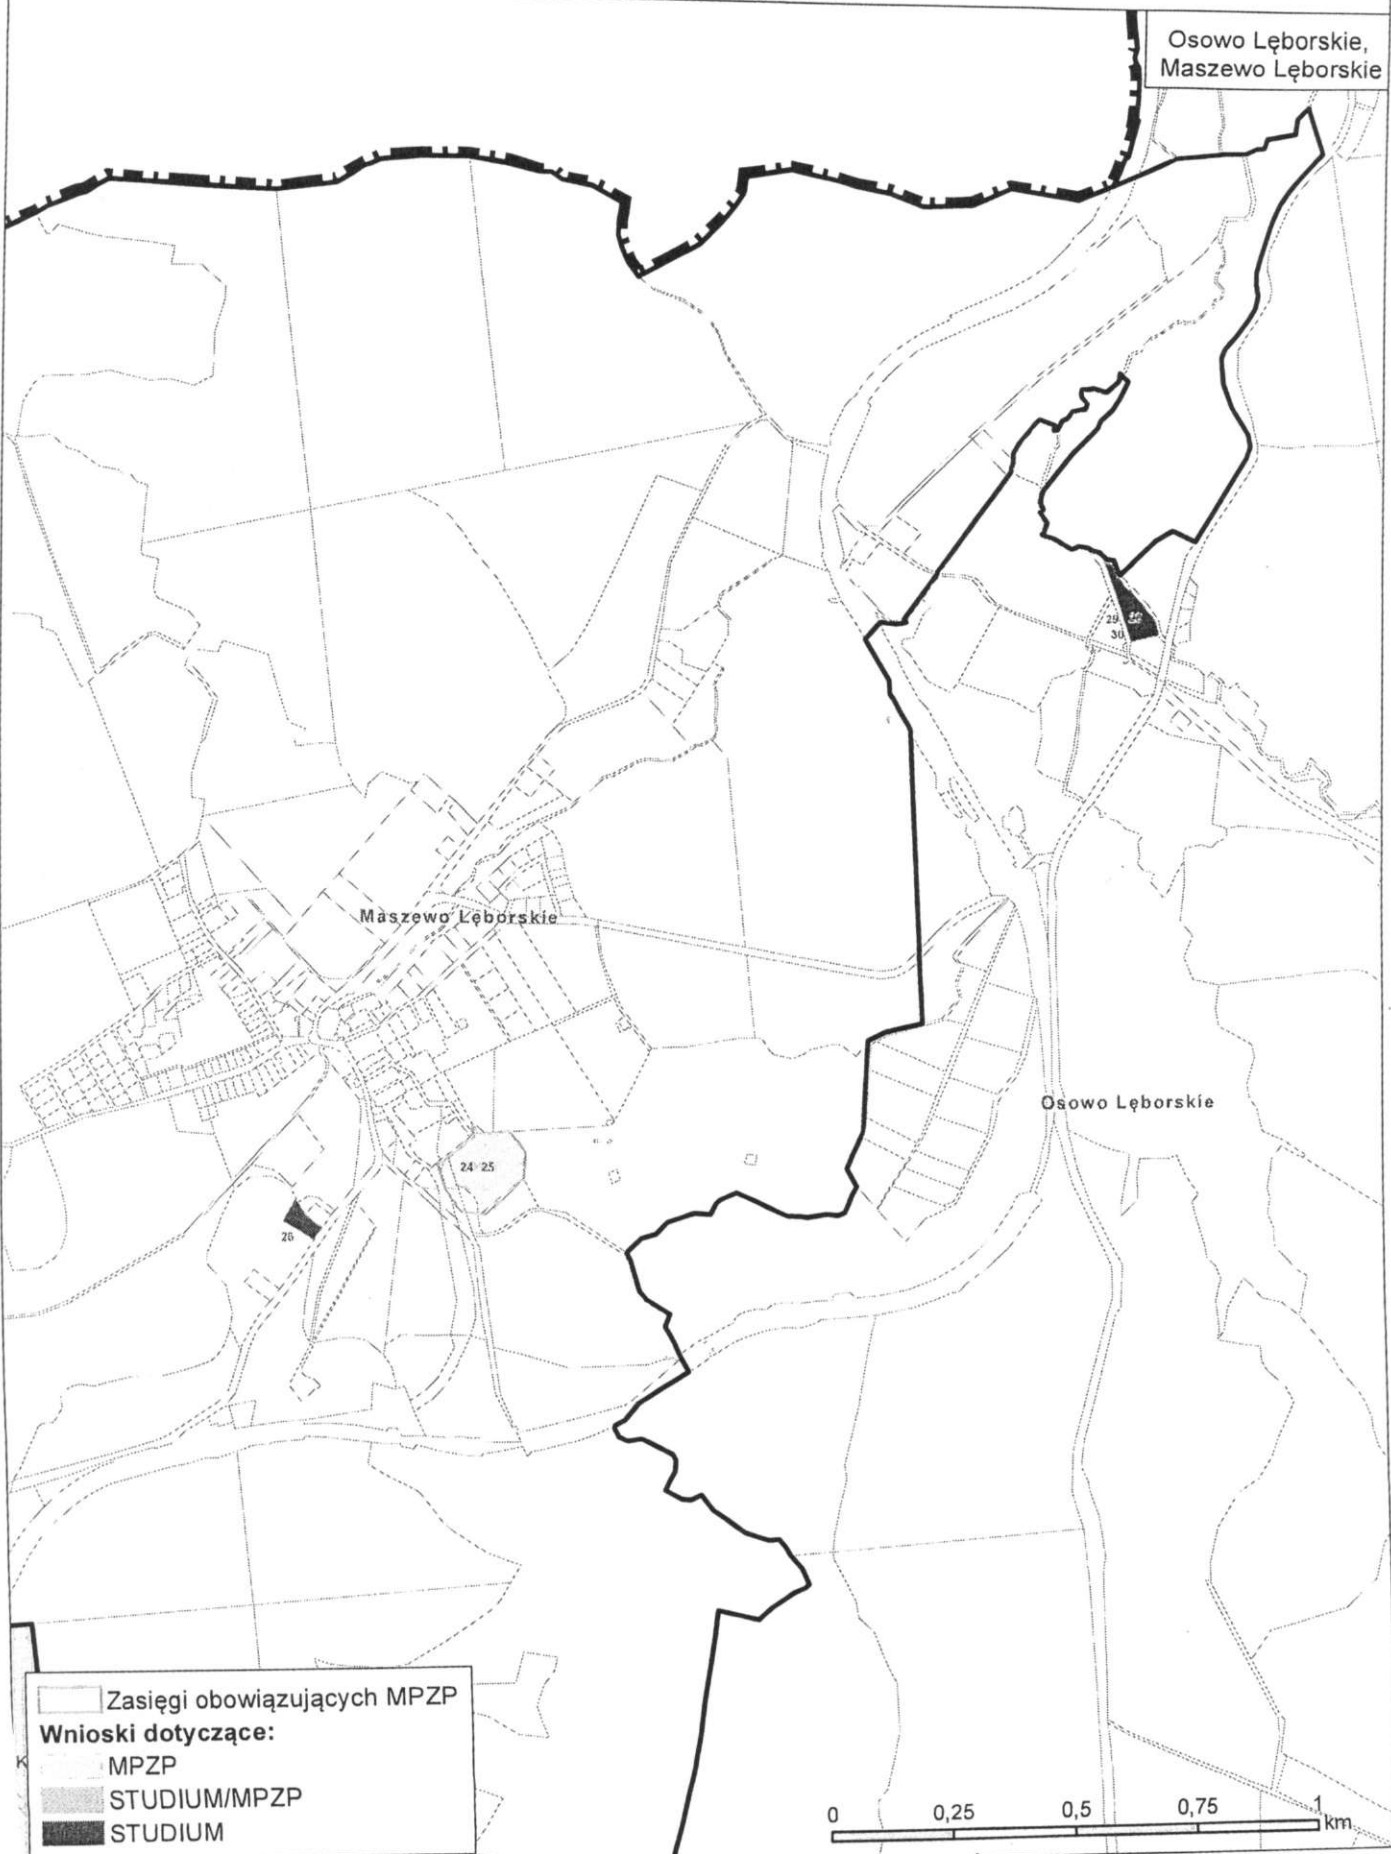 Osowo Lęborskie,
Maszewo Lęborskie
29
30
Maszewo Lęborskie
Osowo Lęborskie
24 25
26
Zasięgi obowiązujących MPZP
Wnioski dotyczące:
MPZP
K
STUDIUM/MPZP
STUDIUM
0 0,25 0,5 0,75 1
km